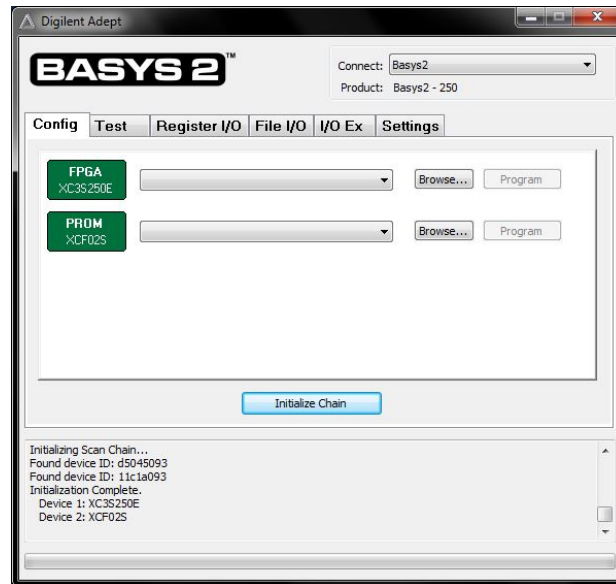 Digilent Adept
BASYS 2™
Connect: Basys2
Product: Basys2 - 250
Config Test Register I/O File I/O I/O Ex Settings
FPGA
XC3S250E
Browse... Program
PROM
XCF02S
Browse... Program
Initialize Chain
Initializing Scan Chain...
Found device ID: d5045093
Found device ID: 11c1a093
Initialization Complete.
Device 1: XC3S250E
Device 2: XCF02S